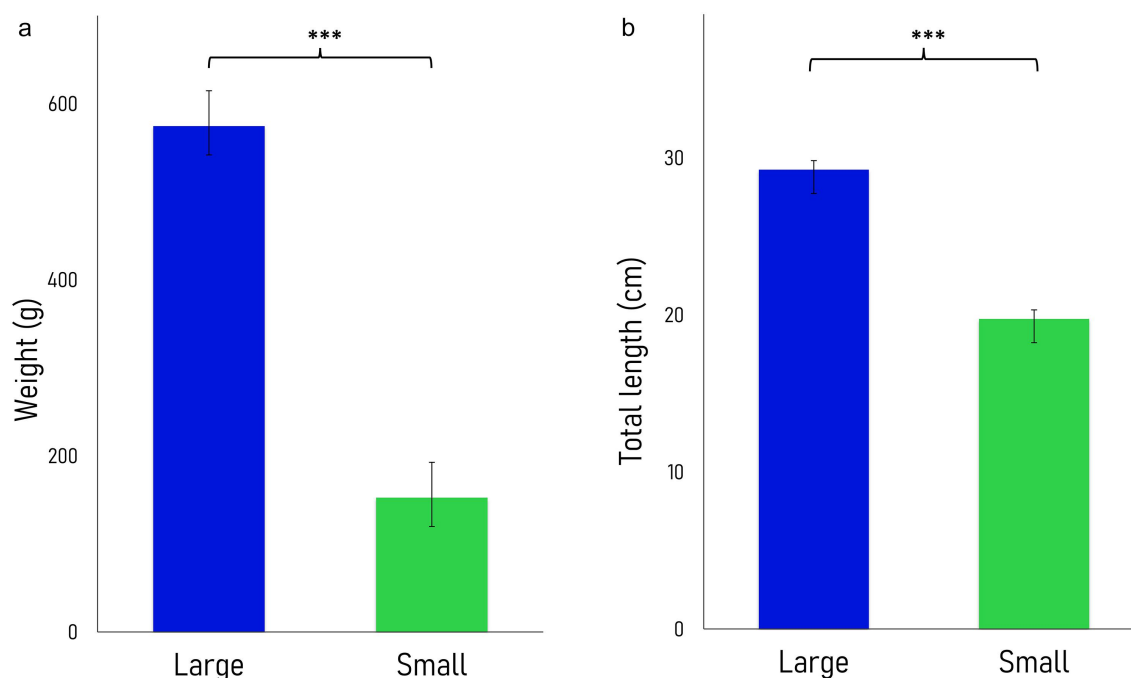 a
***
600
400
200
0
Weight (g)
Large
Small
b
***
30
20
10
0
Total length (cm)
Large
Small